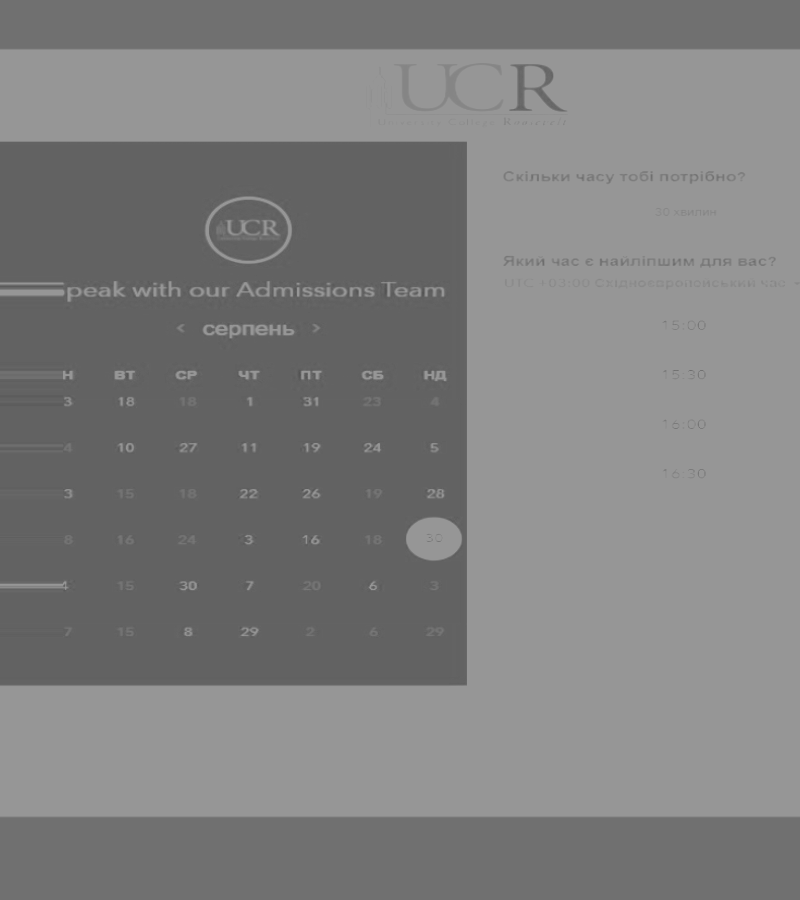 UCR
University College Roosevelt
UCR
peak with our Admissions Team
< серпень >
Н ВТ СР ЧТ ПТ СБ НД
3 18 18 1 31 23 4
4 10 27 11 19 24 5
3 15 18 22 26 19 28
8 16 24 3 16 18 30
4 15 30 7 20 6 3
7 15 8 29 2 6 29
Скільки часу тобі потрібно?
30 хвилин
Який час є найліпшим для вас?
UTC +03:00 Східноєвропейський час
15:00
15:30
16:00
16:30